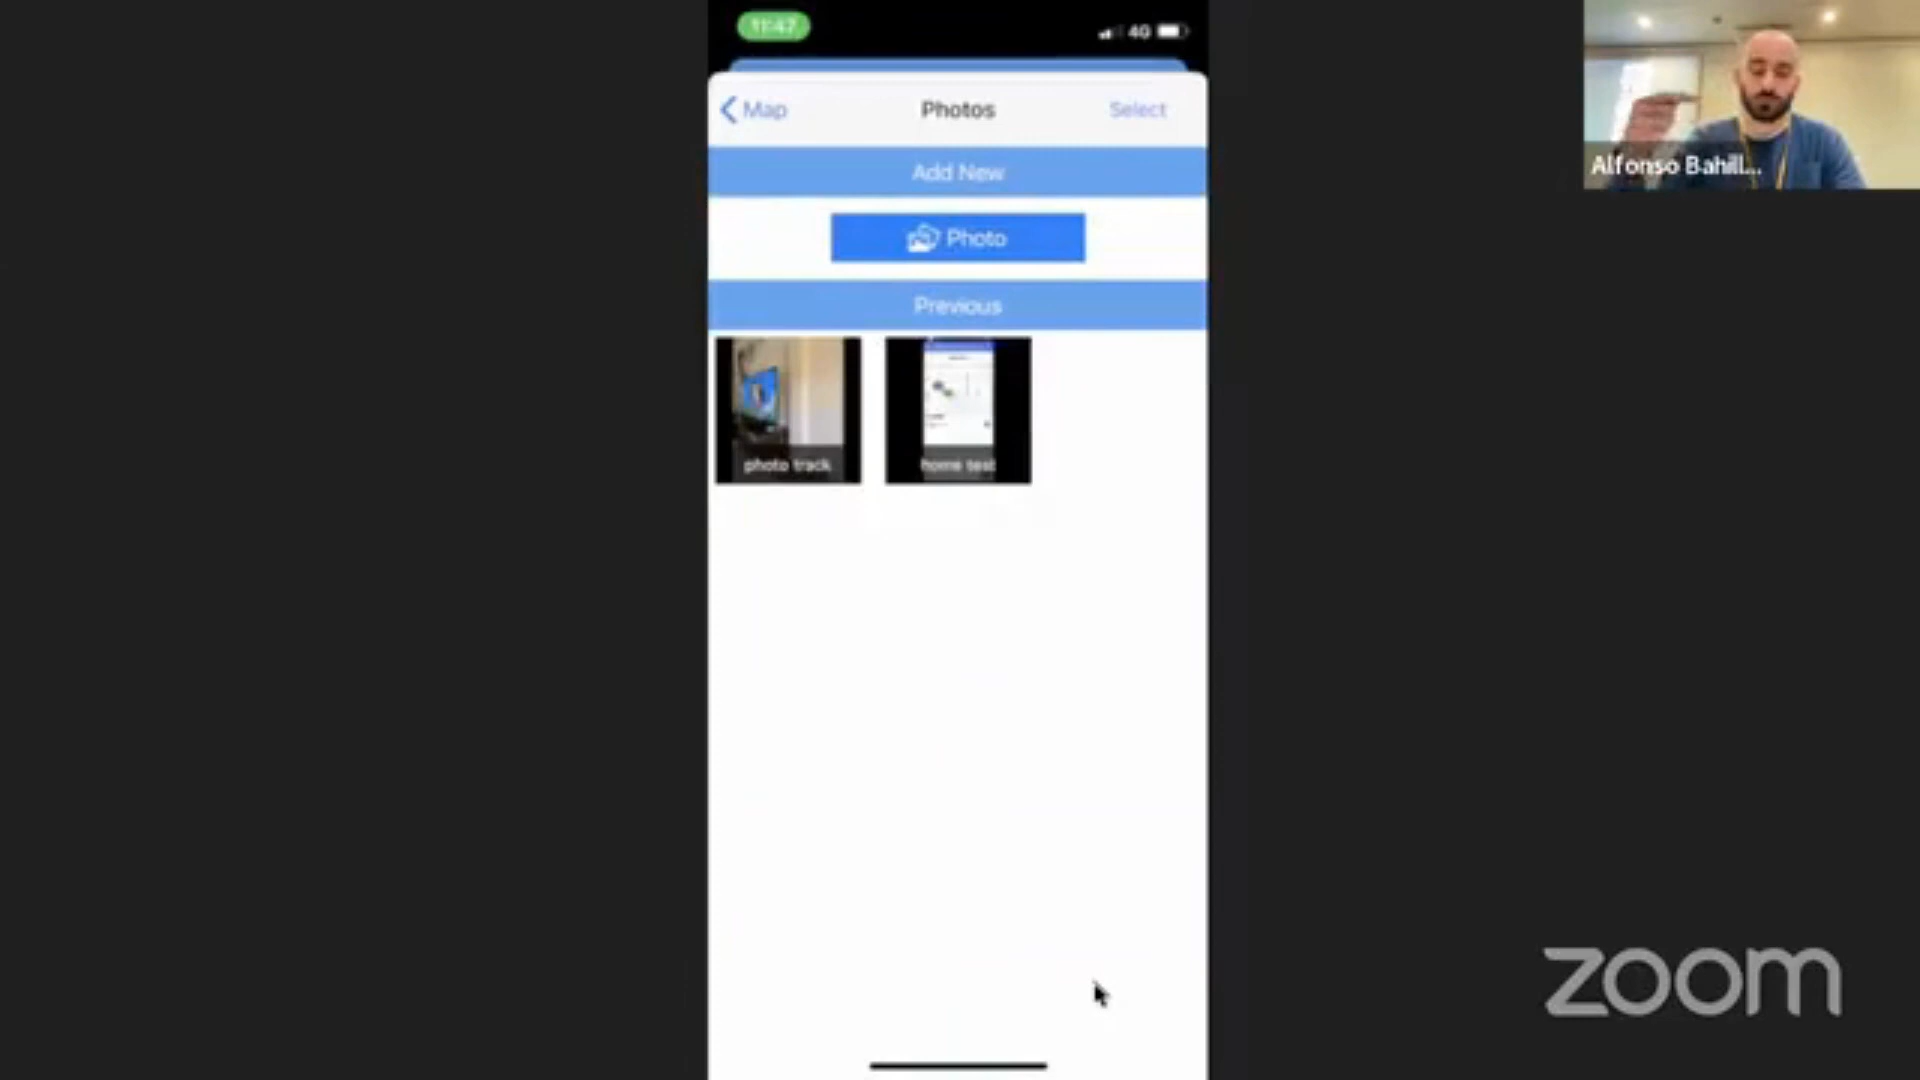 11:47
4G
Map
Photos
Select
Add New
Photo
Previous
photo track
home test
Alfonso Bahill...
zoom